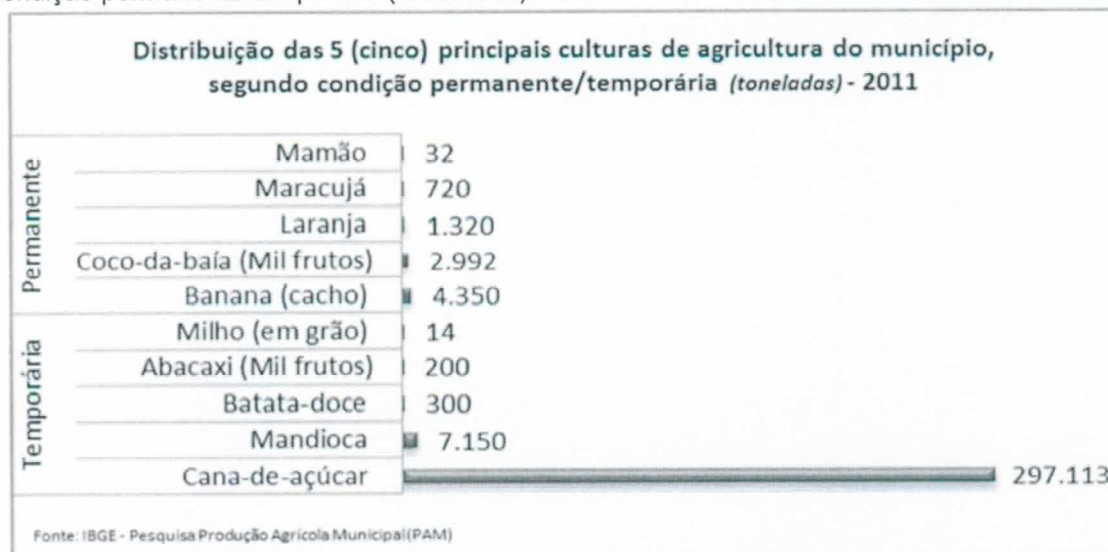 Distribuição das 5 (cinco) principais culturas de agricultura do município,
segundo condição permanente/temporária (toneladas) - 2011
Permanente
Mamão 32
Maracujá 720
Laranja 1.320
Coco-da-baía (Mil frutos) 2.992
Banana (cacho) 4.350
Temporária
Milho (em grão) 14
Abacaxi (Mil frutos) 200
Batata-doce 300
Mandioca 7.150
Cana-de-açúcar 297.113
Fonte: IBGE - Pesquisa Produção Agrícola Municipal(PAM)